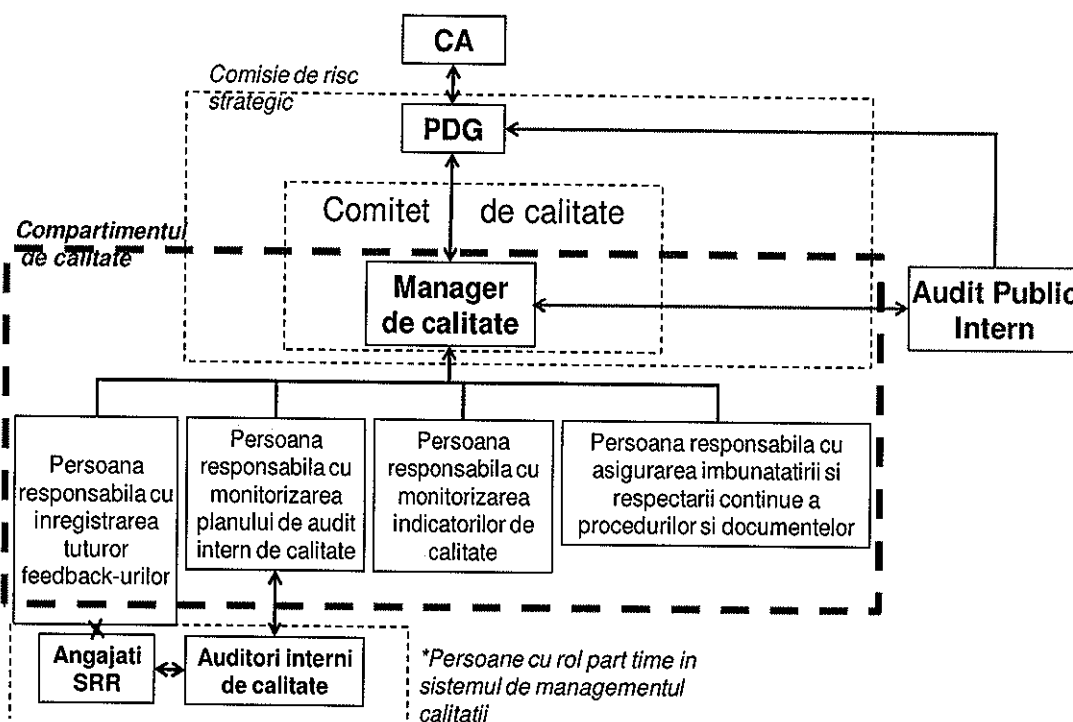 CA
Comisie de risc
strategic
PDG
Comitet de calitate
Compartimentul
de calitate
Manager
de calitate
Audit Public
Intern
Persoana
responsabila cu
inregistrarea
tuturor
feedback-urilor
Persoana
responsabila cu
monitorizarea
planului de audit
intern de calitate
Persoana
responsabila cu
monitorizarea
indicatorilor de
calitate
Persoana responsabila cu
asigurarea imbunatatirii si
respectarii continue a
procedurilor si documentelor
Angajati
SRR
Auditori interni
de calitate
*Persoane cu rol part time in
sistemul de managementul
calitatii